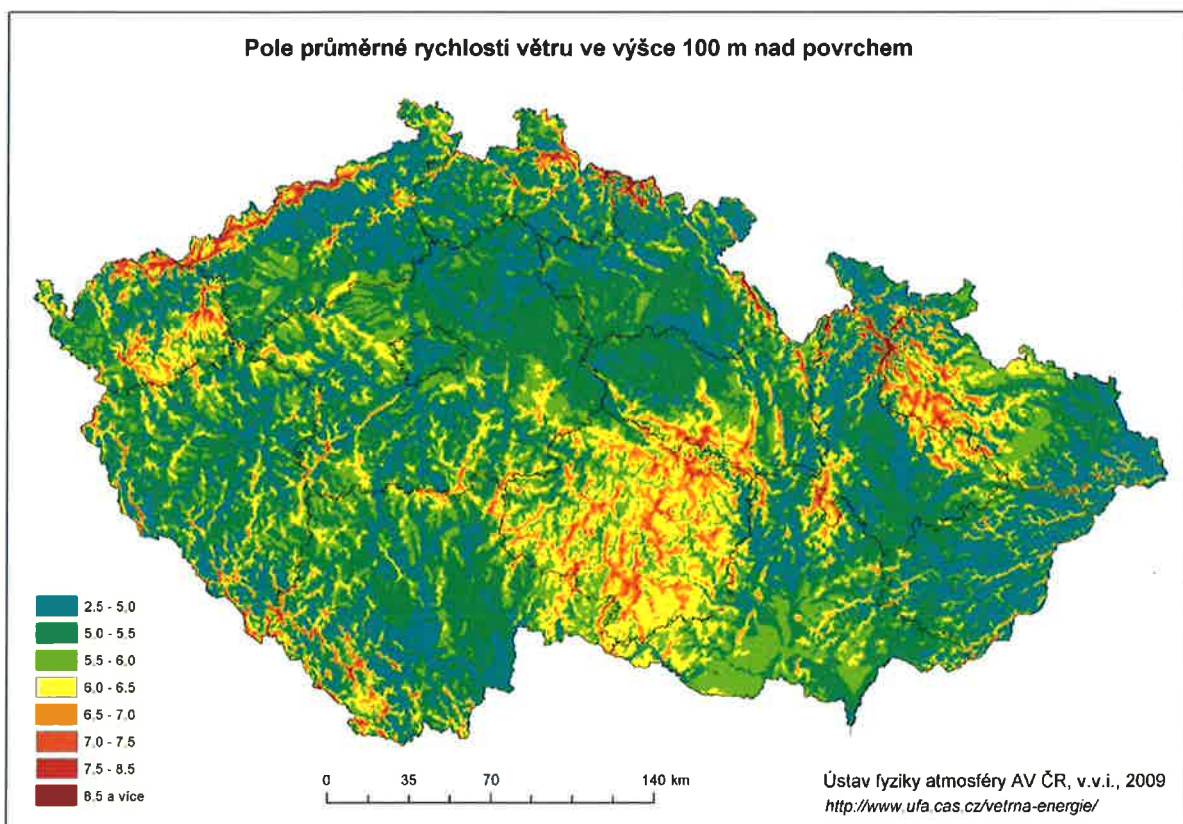 Pole průměrné rychlosti větru ve výšce 100 m nad povrchem
2.5 - 5,0
5.0 - 5.5
5,5 - 6,0
6.0 - 6.5
6.5 - 7,0
7,0 - 7,5
7,5 - 8.5
8,5 a více
0 35 70 140 km
Ústav fyziky atmosféry AV ČR, v.v.i., 2009
http://www.ufa.cas.cz/vetrna-energie/